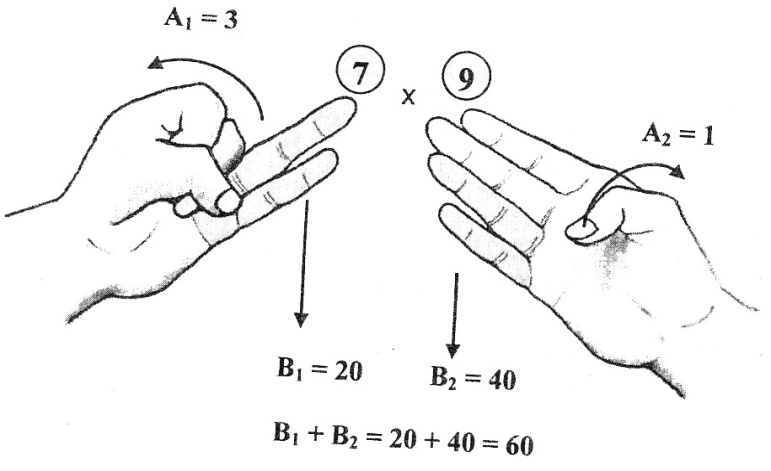 A₁ = 3
7 x 9
A₂ = 1
B₁ = 20
B₂ = 40
B₁ + B₂ = 20 + 40 = 60